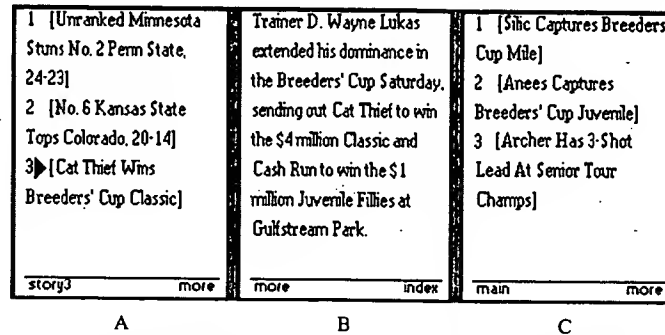 1 [Unranked Minnesota
Stuns No. 2 Penn State,
24-23]
2 [No. 6 Kansas State
Tops Colorado, 20-14]
3 [Cat Thief Wins
Breeders' Cup Classic]
story3 more
A
Trainer D. Wayne Lukas
extended his dominance in
the Breeders' Cup Saturday,
sending out Cat Thief to win
the $4 million Classic and
Cash Run to win the $1
million Juvenile Fillies at
Gulfstream Park.
more index
B
1 [Silic Captures Breeders
Cup Mile]
2 [Anees Captures
Breeders' Cup Juvenile]
3 [Archer Has 3-Shot
Lead At Senior Tour
Champs]
main more
C